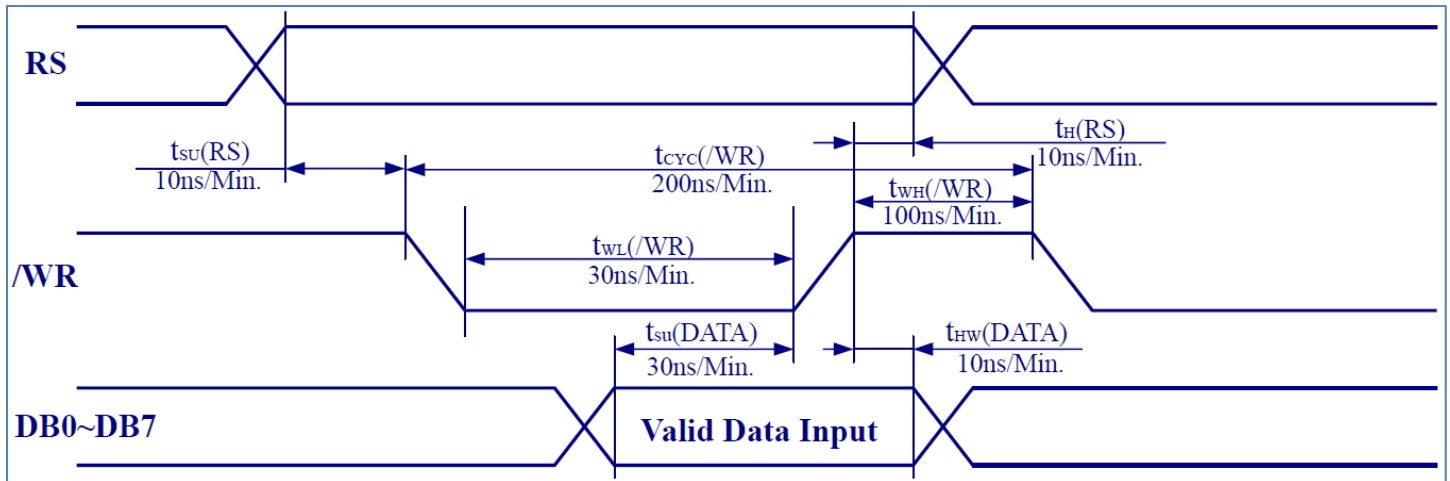 RS
tSU(RS)
10ns/Min.
tCYC(/WR)
200ns/Min.
tH(RS)
10ns/Min.
tWH(/WR)
100ns/Min.
/WR
tWL(/WR)
30ns/Min.
tsu(DATA)
30ns/Min.
tHW(DATA)
10ns/Min.
DB0~DB7
Valid Data Input